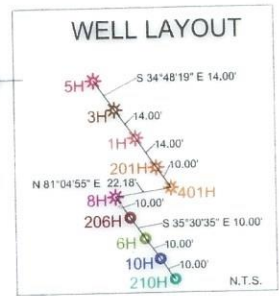 WELL LAYOUT
S 34°48'19" E 14.00'
5H
3H
14.00'
1H
14.00'
201H
10.00'
N 81°04'55" E 22.18'
401H
8H
10.00'
206H
S 35°30'35" E 10.00'
6H
10.00'
10H
10.00'
210H
N.T.S.